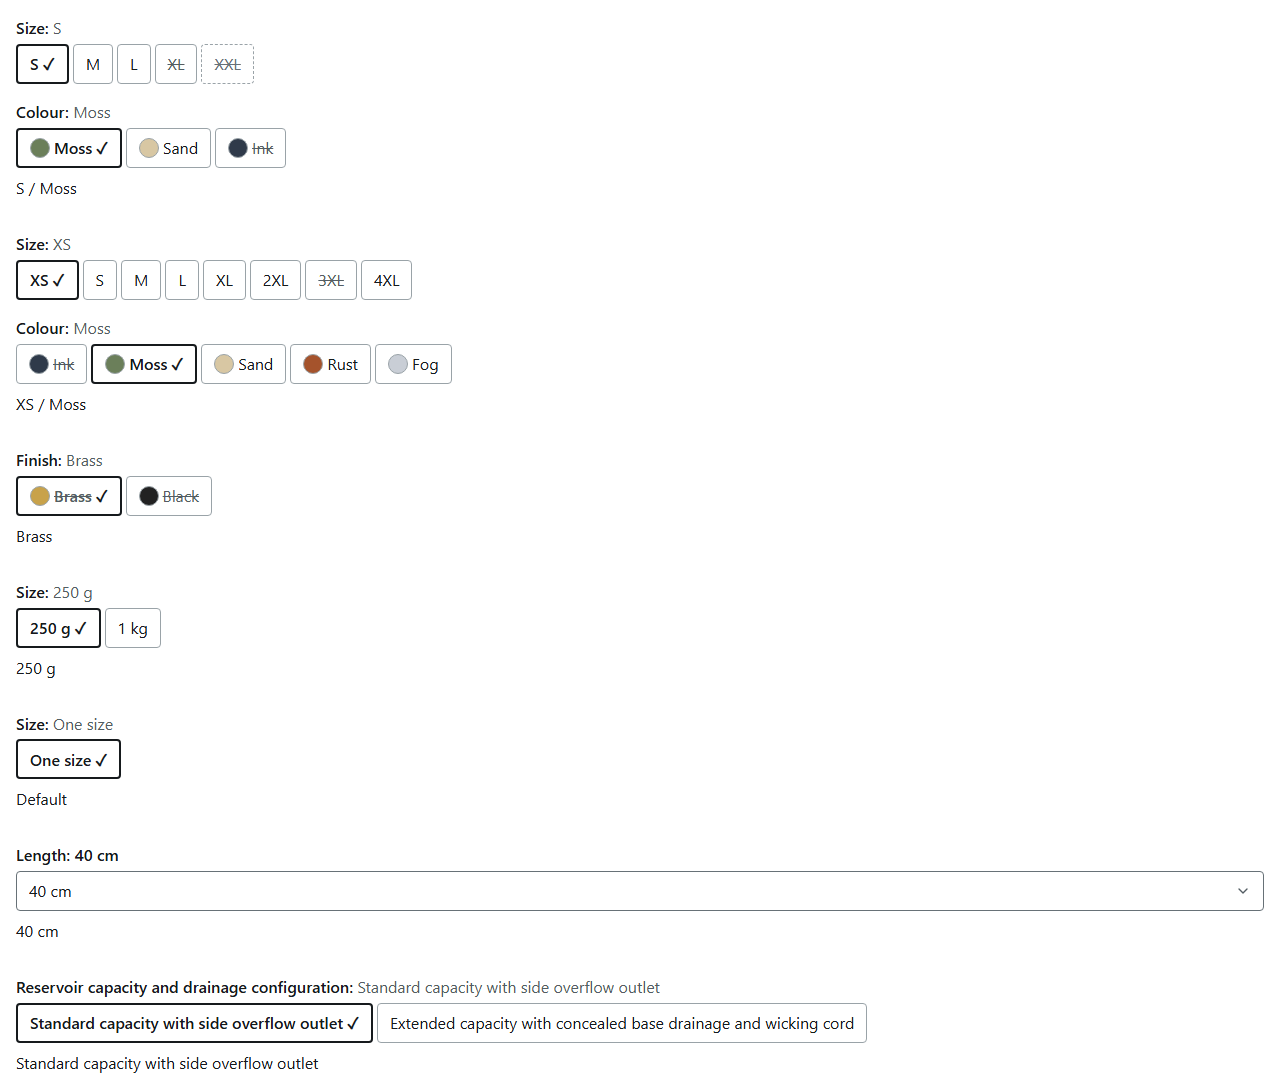 Size: S
S ✓ M L XL XXL
Colour: Moss
Moss ✓ Sand Ink
S / Moss
Size: XS
XS ✓ S M L XL 2XL 3XL 4XL
Colour: Moss
Ink Moss ✓ Sand Rust Fog
XS / Moss
Finish: Brass
Brass ✓ Black
Brass
Size: 250 g
250 g ✓ 1 kg
250 g
Size: One size
One size ✓
Default
Length: 40 cm
40 cm
40 cm
Reservoir capacity and drainage configuration: Standard capacity with side overflow outlet
Standard capacity with side overflow outlet ✓ Extended capacity with concealed base drainage and wicking cord
Standard capacity with side overflow outlet